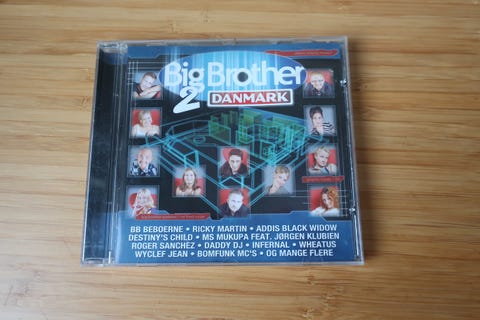 Big Brother
2 DANMARK
BB BEBOERNE • RICKY MARTIN • ADDIS BLACK WIDOW
DESTINY'S CHILD • MS MUKUPA FEAT. JØRGEN KLUBIEN
ROGER SANCHEZ • DADDY DJ • INFERNAL • WHEATUS
WYCLEF JEAN • BOMFUNK MC'S • OG MANGE FLERE